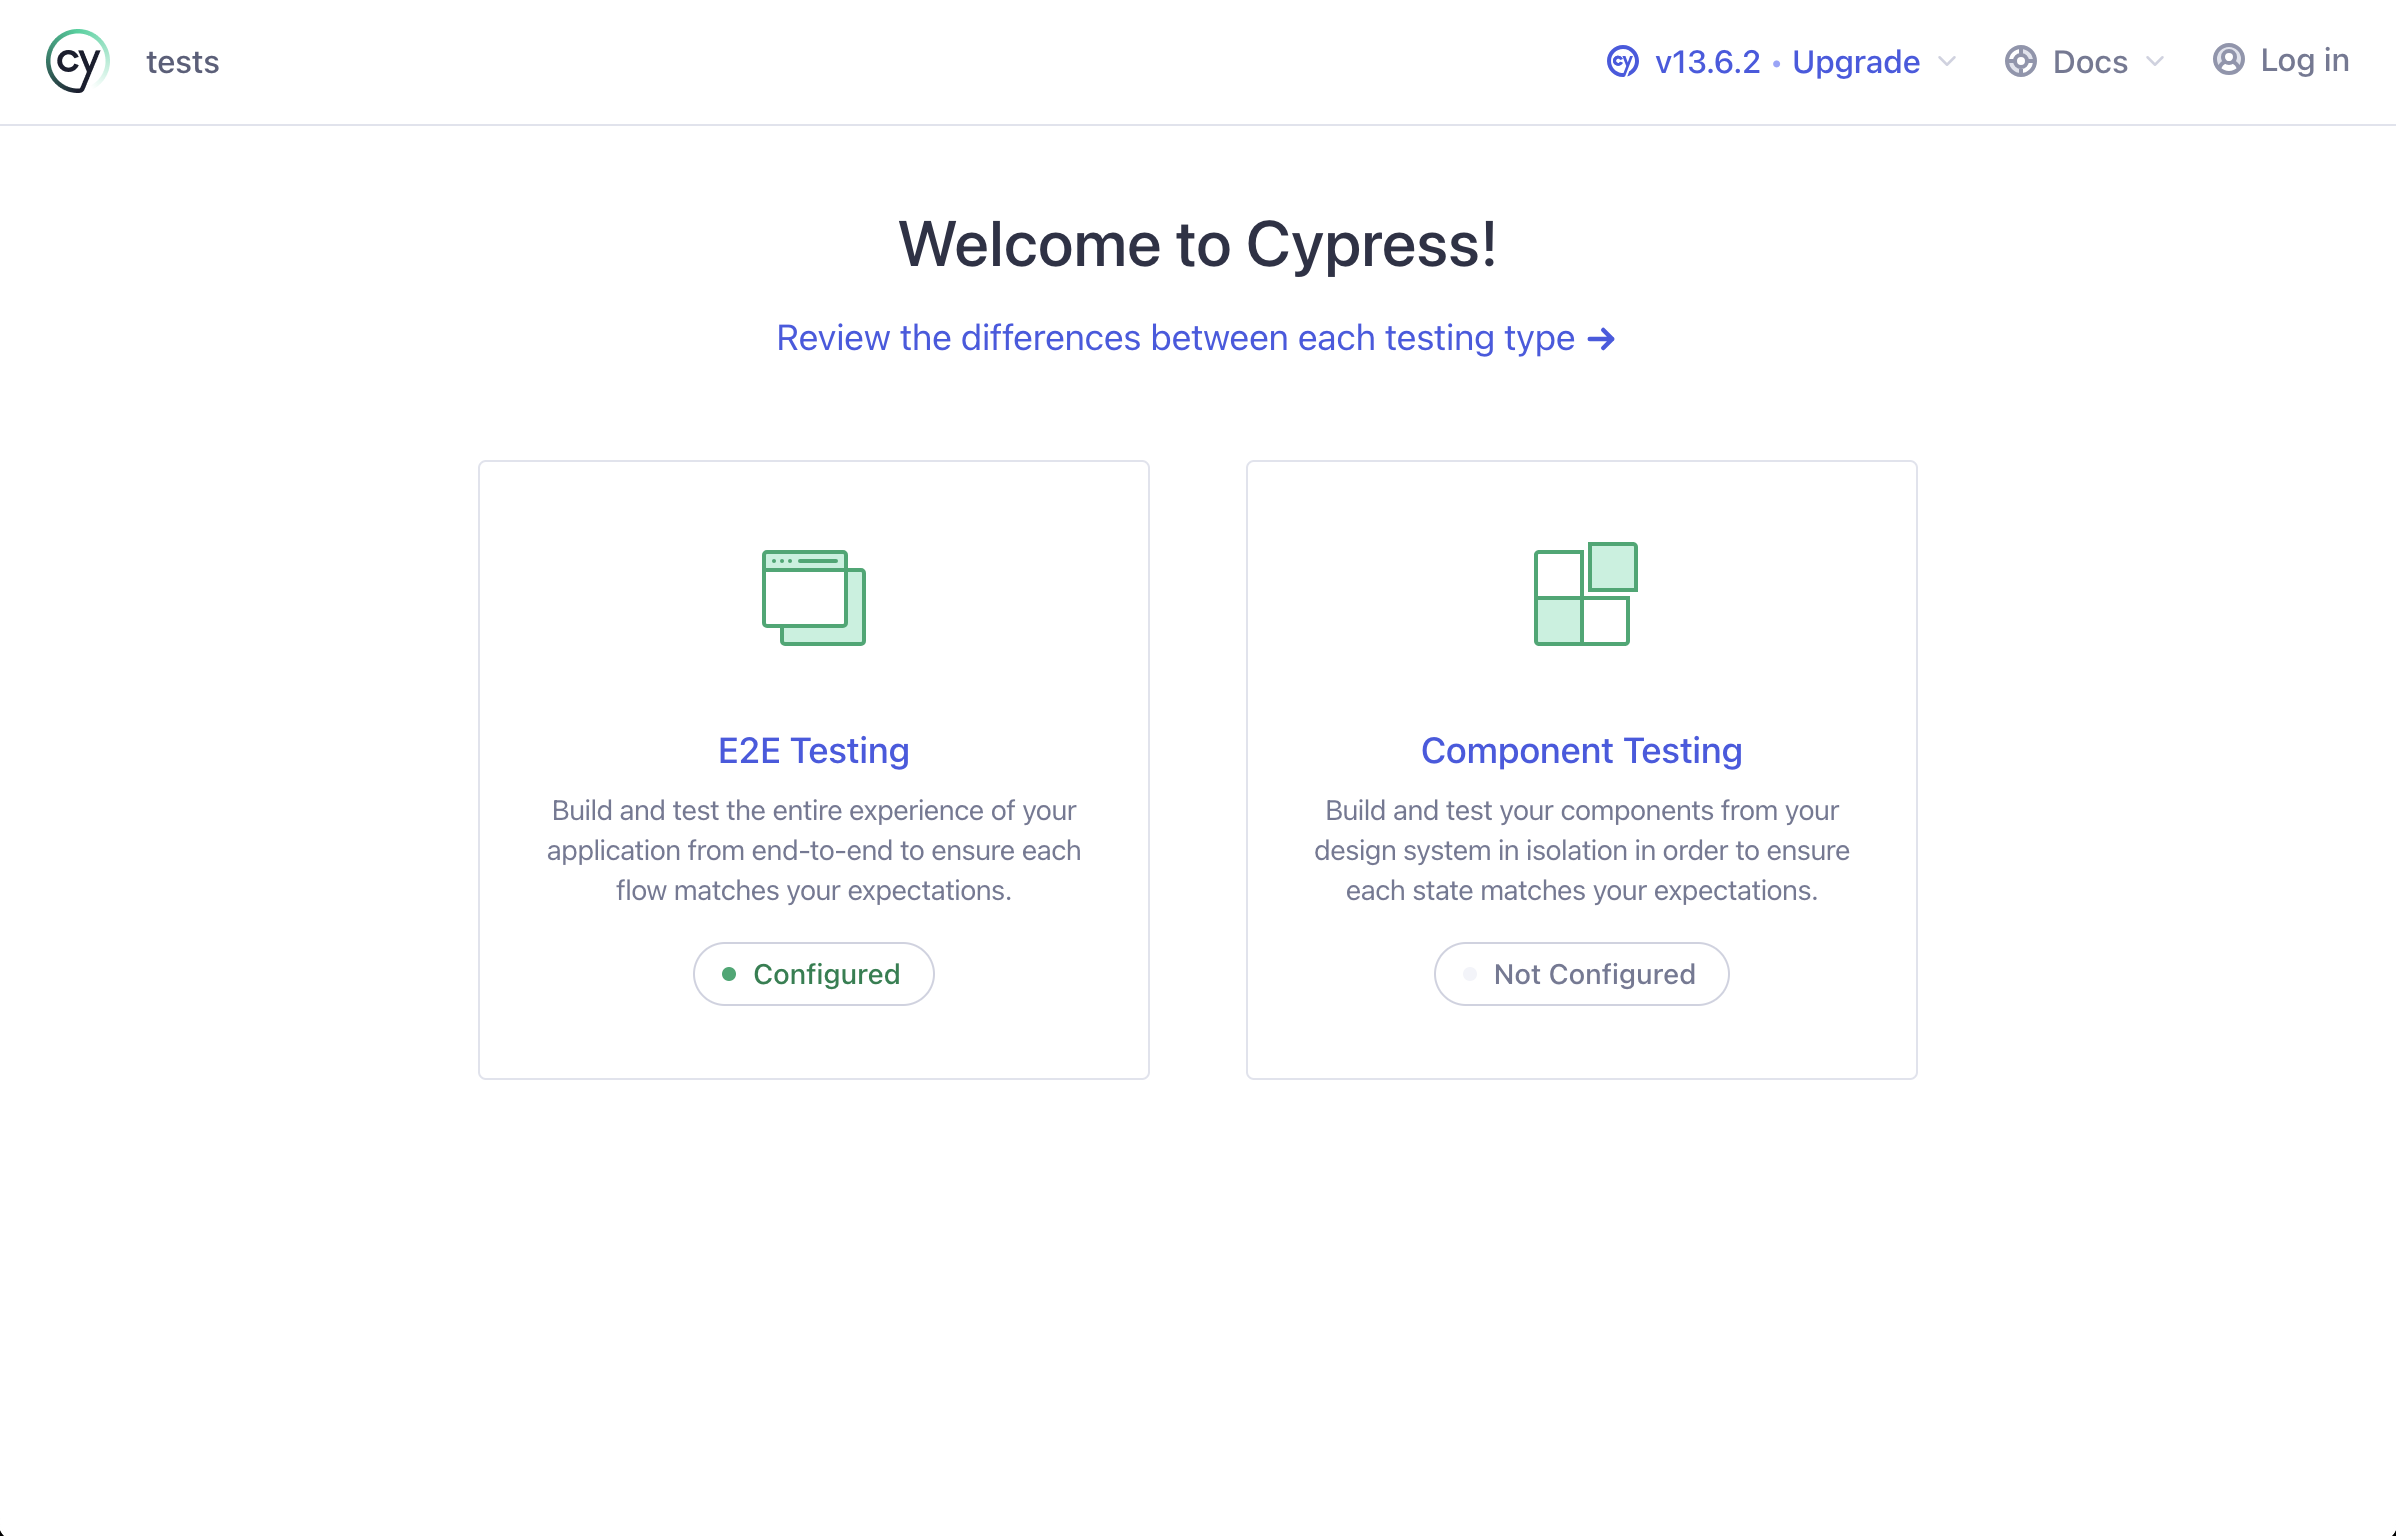 cy tests
cy v13.6.2 • Upgrade Docs Log in
Welcome to Cypress!
Review the differences between each testing type →
E2E Testing
Build and test the entire experience of your
application from end-to-end to ensure each
flow matches your expectations.
Configured
Component Testing
Build and test your components from your
design system in isolation in order to ensure
each state matches your expectations.
Not Configured